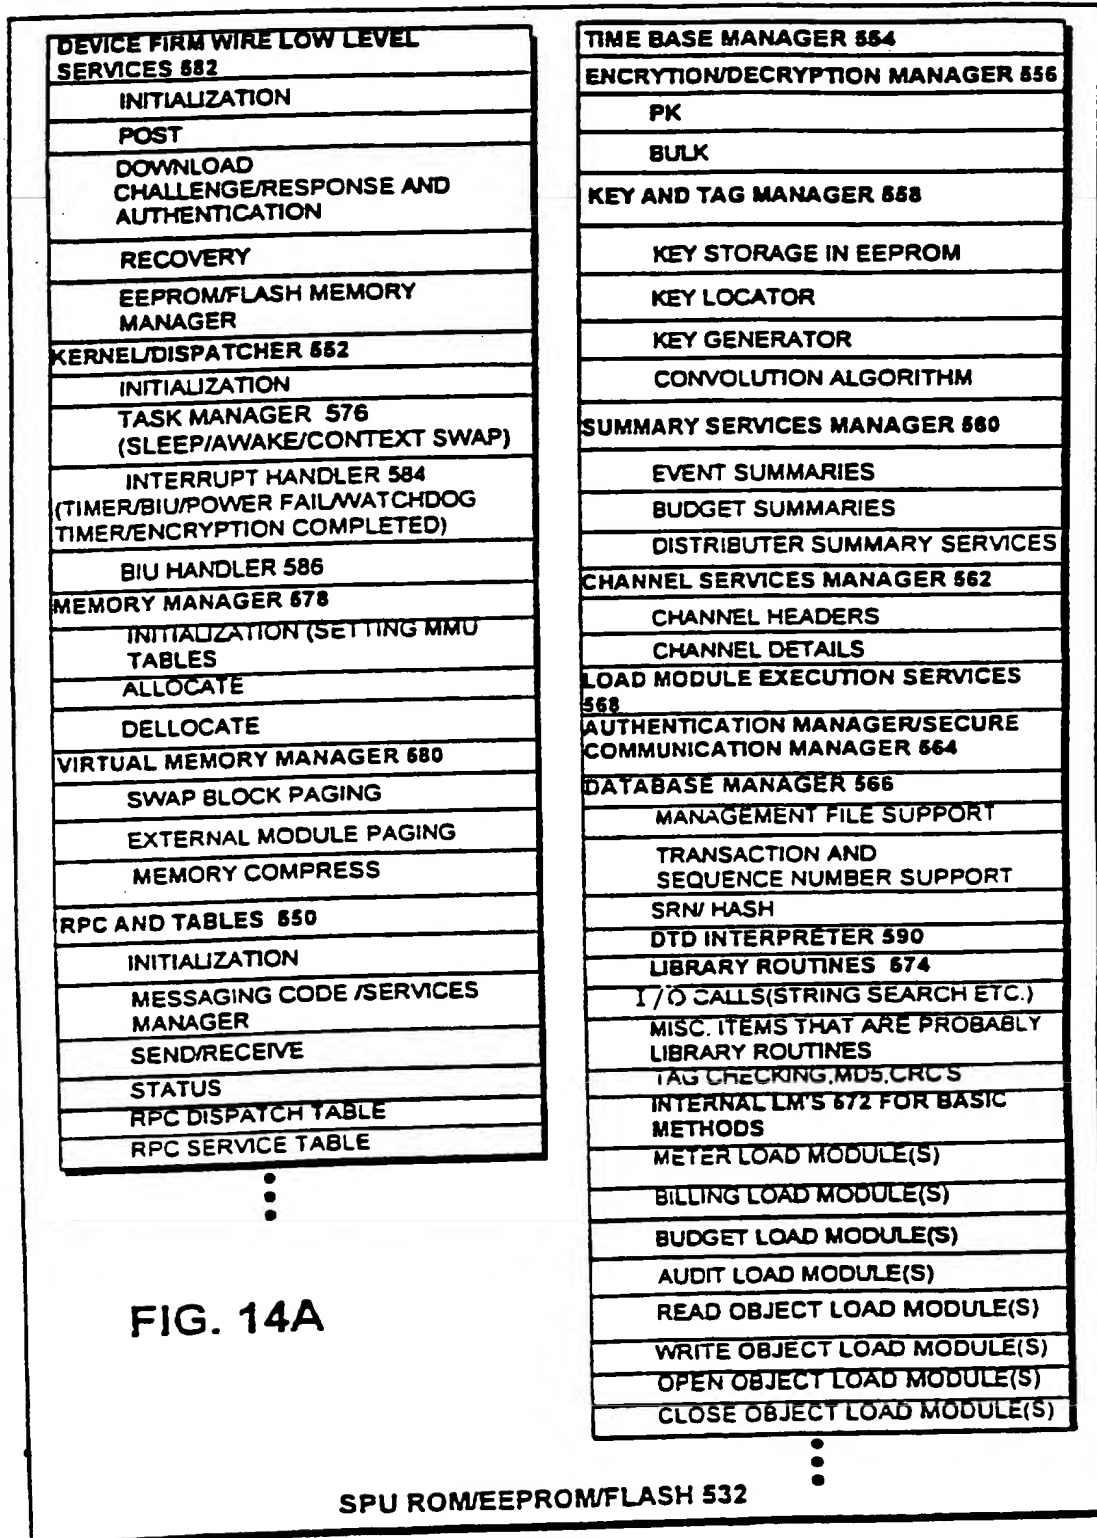 DEVICE FIRM WIRE LOW LEVEL
SERVICES 582
INITIALIZATION
POST
DOWNLOAD
CHALLENGE/RESPONSE AND
AUTHENTICATION
RECOVERY
EEPROM/FLASH MEMORY
MANAGER
KERNEL/DISPATCHER 552
INITIALIZATION
TASK MANAGER 576
(SLEEP/AWAKE/CONTEXT SWAP)
INTERRUPT HANDLER 584
(TIMER/BIU/POWER FAIL/WATCHDOG
TIMER/ENCRYPTION COMPLETED)
BIU HANDLER 586
MEMORY MANAGER 578
INITIALIZATION (SETTING MMU
TABLES
ALLOCATE
DELLOCATE
VIRTUAL MEMORY MANAGER 580
SWAP BLOCK PAGING
EXTERNAL MODULE PAGING
MEMORY COMPRESS
RPC AND TABLES 550
INITIALIZATION
MESSAGING CODE /SERVICES
MANAGER
SEND/RECEIVE
STATUS
RPC DISPATCH TABLE
RPC SERVICE TABLE
TIME BASE MANAGER 554
ENCRYTION/DECRYPTION MANAGER 556
PK
BULK
KEY AND TAG MANAGER 558
KEY STORAGE IN EEPROM
KEY LOCATOR
KEY GENERATOR
CONVOLUTION ALGORITHM
SUMMARY SERVICES MANAGER 560
EVENT SUMMARIES
BUDGET SUMMARIES
DISTRIBUTER SUMMARY SERVICES
CHANNEL SERVICES MANAGER 562
CHANNEL HEADERS
CHANNEL DETAILS
LOAD MODULE EXECUTION SERVICES
568
AUTHENTICATION MANAGER/SECURE
COMMUNICATION MANAGER 564
DATABASE MANAGER 566
MANAGEMENT FILE SUPPORT
TRANSACTION AND
SEQUENCE NUMBER SUPPORT
SRN/ HASH
DTD INTERPRETER 590
LIBRARY ROUTINES 574
I/O CALLS(STRING SEARCH ETC.)
MISC. ITEMS THAT ARE PROBABLY
LIBRARY ROUTINES
TAG CHECKING,MD5,CRC'S
INTERNAL LM'S 572 FOR BASIC
METHODS
METER LOAD MODULE(S)
BILLING LOAD MODULE(S)
BUDGET LOAD MODULE(S)
AUDIT LOAD MODULE(S)
READ OBJECT LOAD MODULE(S)
WRITE OBJECT LOAD MODULE(S)
OPEN OBJECT LOAD MODULE(S)
CLOSE OBJECT LOAD MODULE(S)
FIG. 14A
SPU ROM/EEPROM/FLASH 532